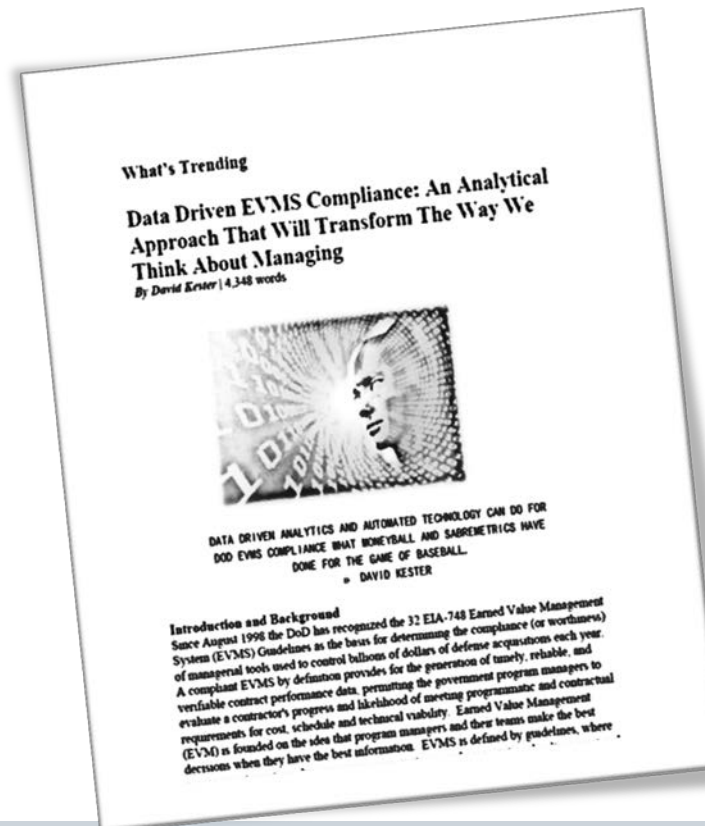 What's Trending
Data Driven EVMS Compliance: An Analytical
Approach That Will Transform The Way We
Think About Managing
By David Kester | 4,348 words
DATA DRIVEN ANALYTICS AND AUTOMATED TECHNOLOGY CAN DO FOR
DOD EVMS COMPLIANCE WHAT MONEYBALL AND SABREMETRICS HAVE
DONE FOR THE GAME OF BASEBALL.
DAVID KESTER
Introduction and Background
Since August 1998 the DoD has recognized the 32 EIA-748 Earned Value Management
System (EVMS) Guidelines as the basis for determining the compliance (or worthiness)
of managerial tools used to control billions of dollars of defense acquisitions each year.
A compliant EVMS by definition provides for the generation of timely, reliable, and
verifiable contract performance data, permitting the government program managers to
evaluate a contractor's progress and likelihood of meeting programmatic and contractual
requirements for cost, schedule and technical viability. Earned Value Management
(EVM) is founded on the idea that program managers and their teams make the best
decisions when they have the best information. EVMS is defined by guidelines, where